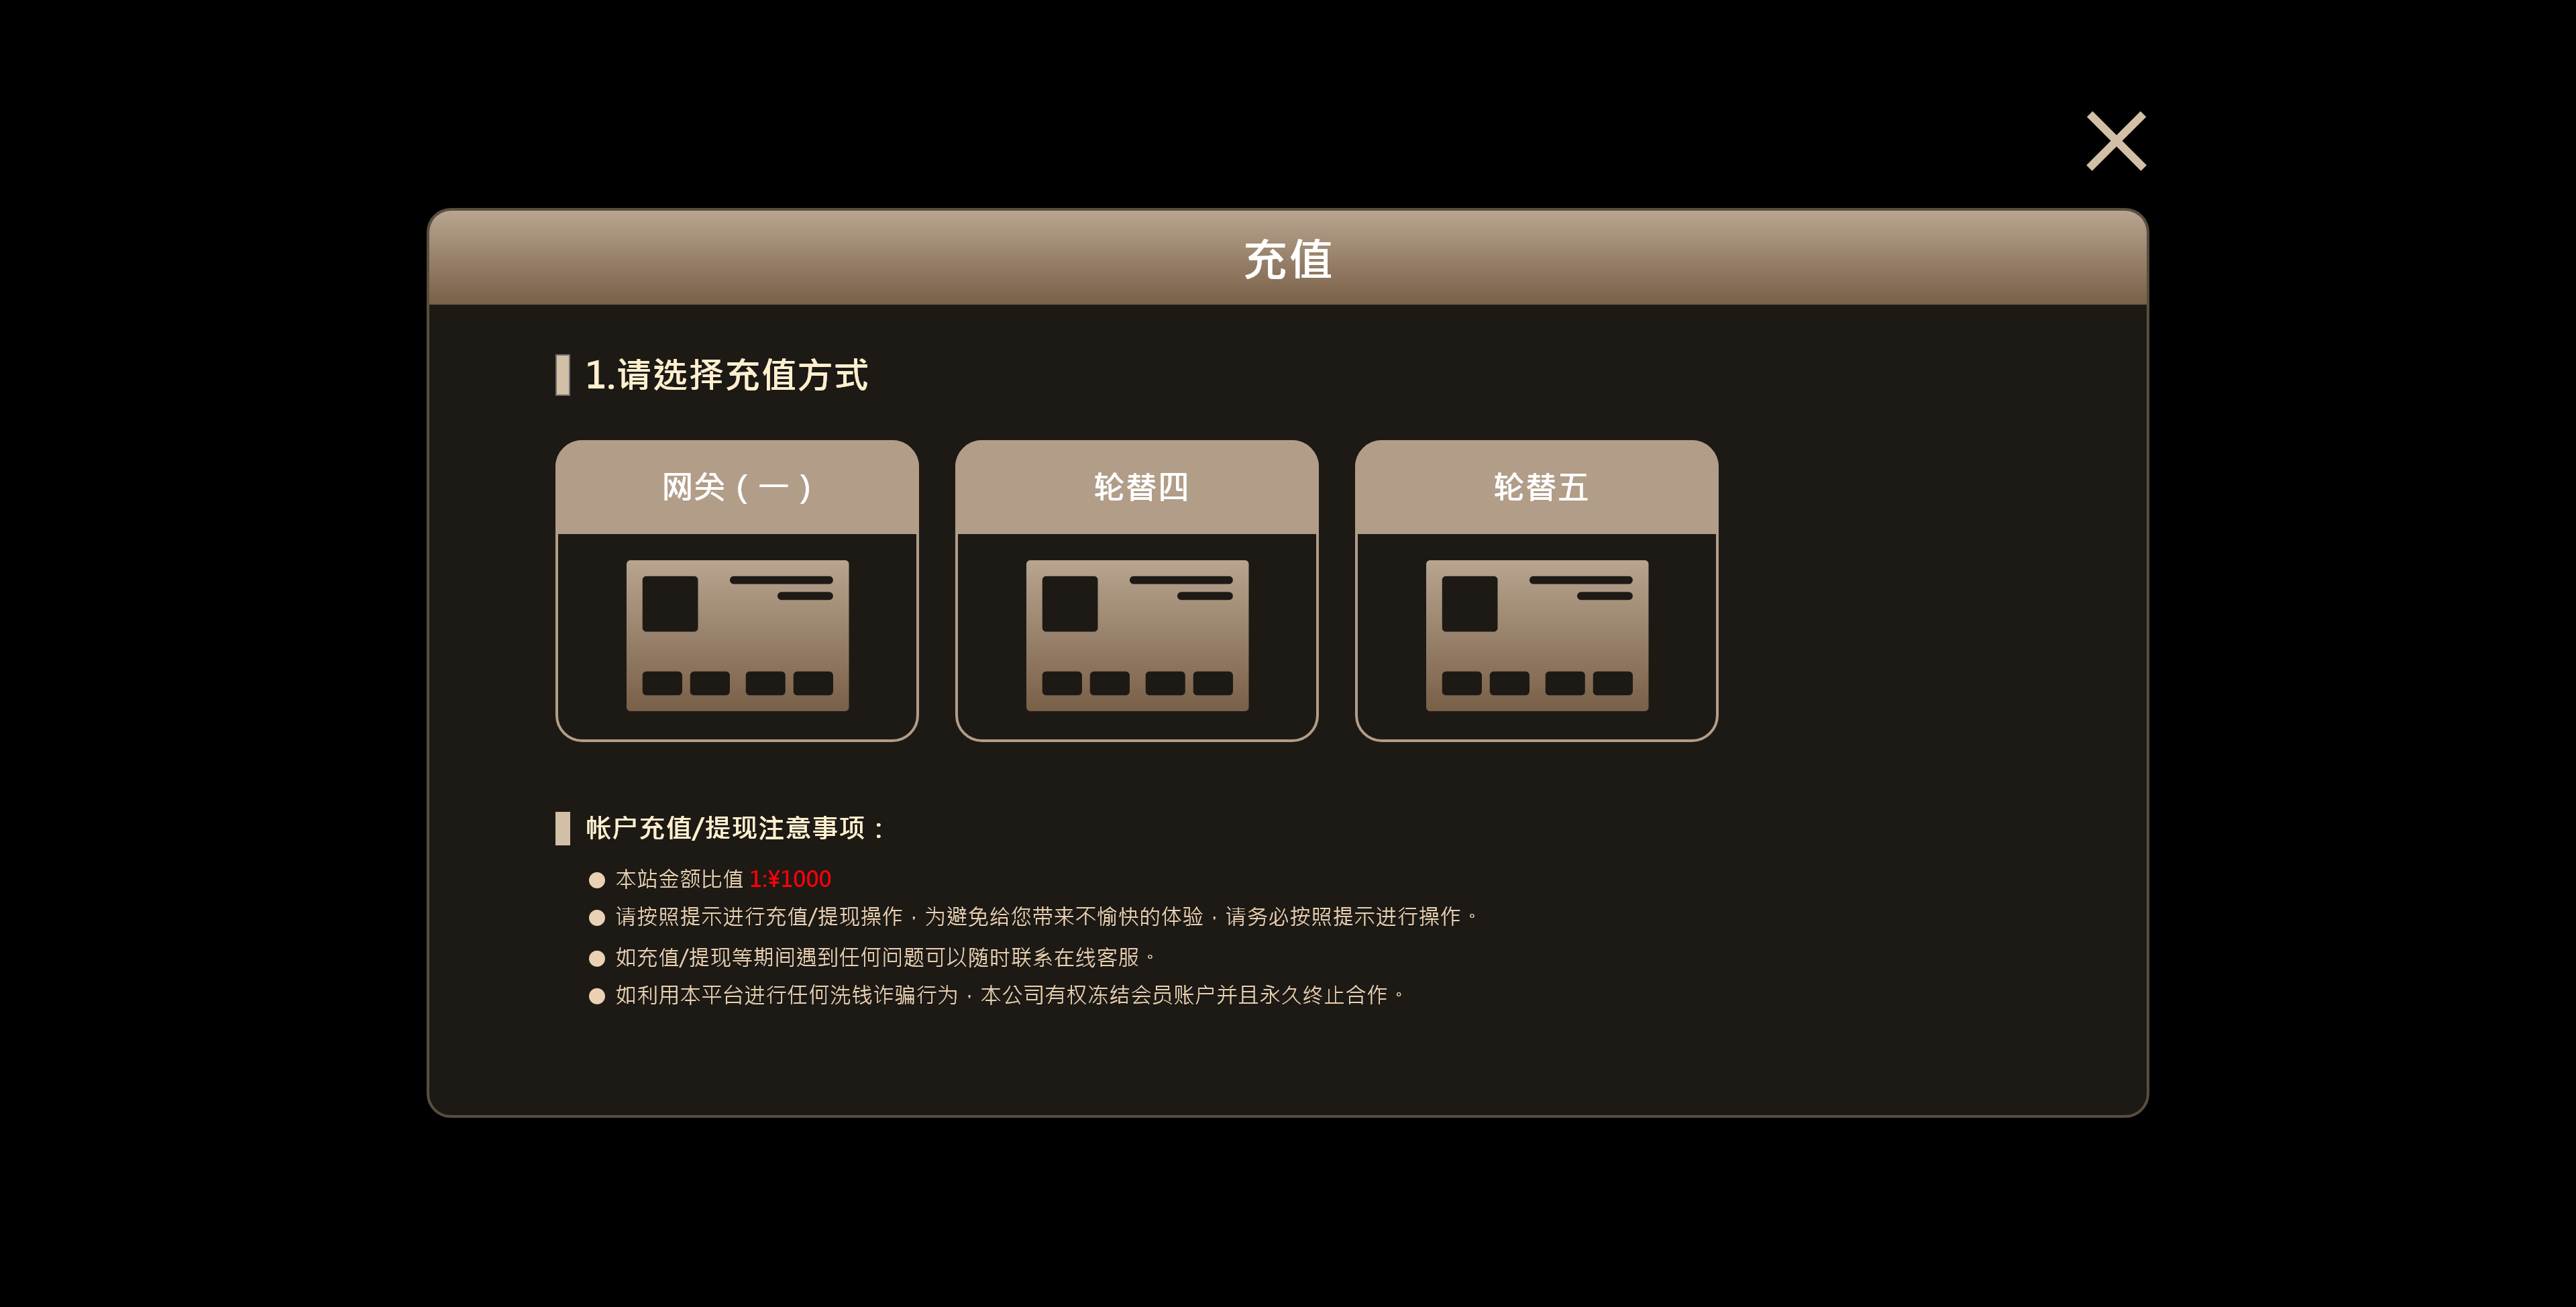 充值
1.请选择充值方式
网关（一）
轮替四
轮替五
帐户充值/提现注意事项：
本站金额比值 1:¥1000
请按照提示进行充值/提现操作，为避免给您带来不愉快的体验，请务必按照提示进行操作。
如充值/提现等期间遇到任何问题可以随时联系在线客服。
如利用本平台进行任何洗钱诈骗行为，本公司有权冻结会员账户并且永久终止合作。